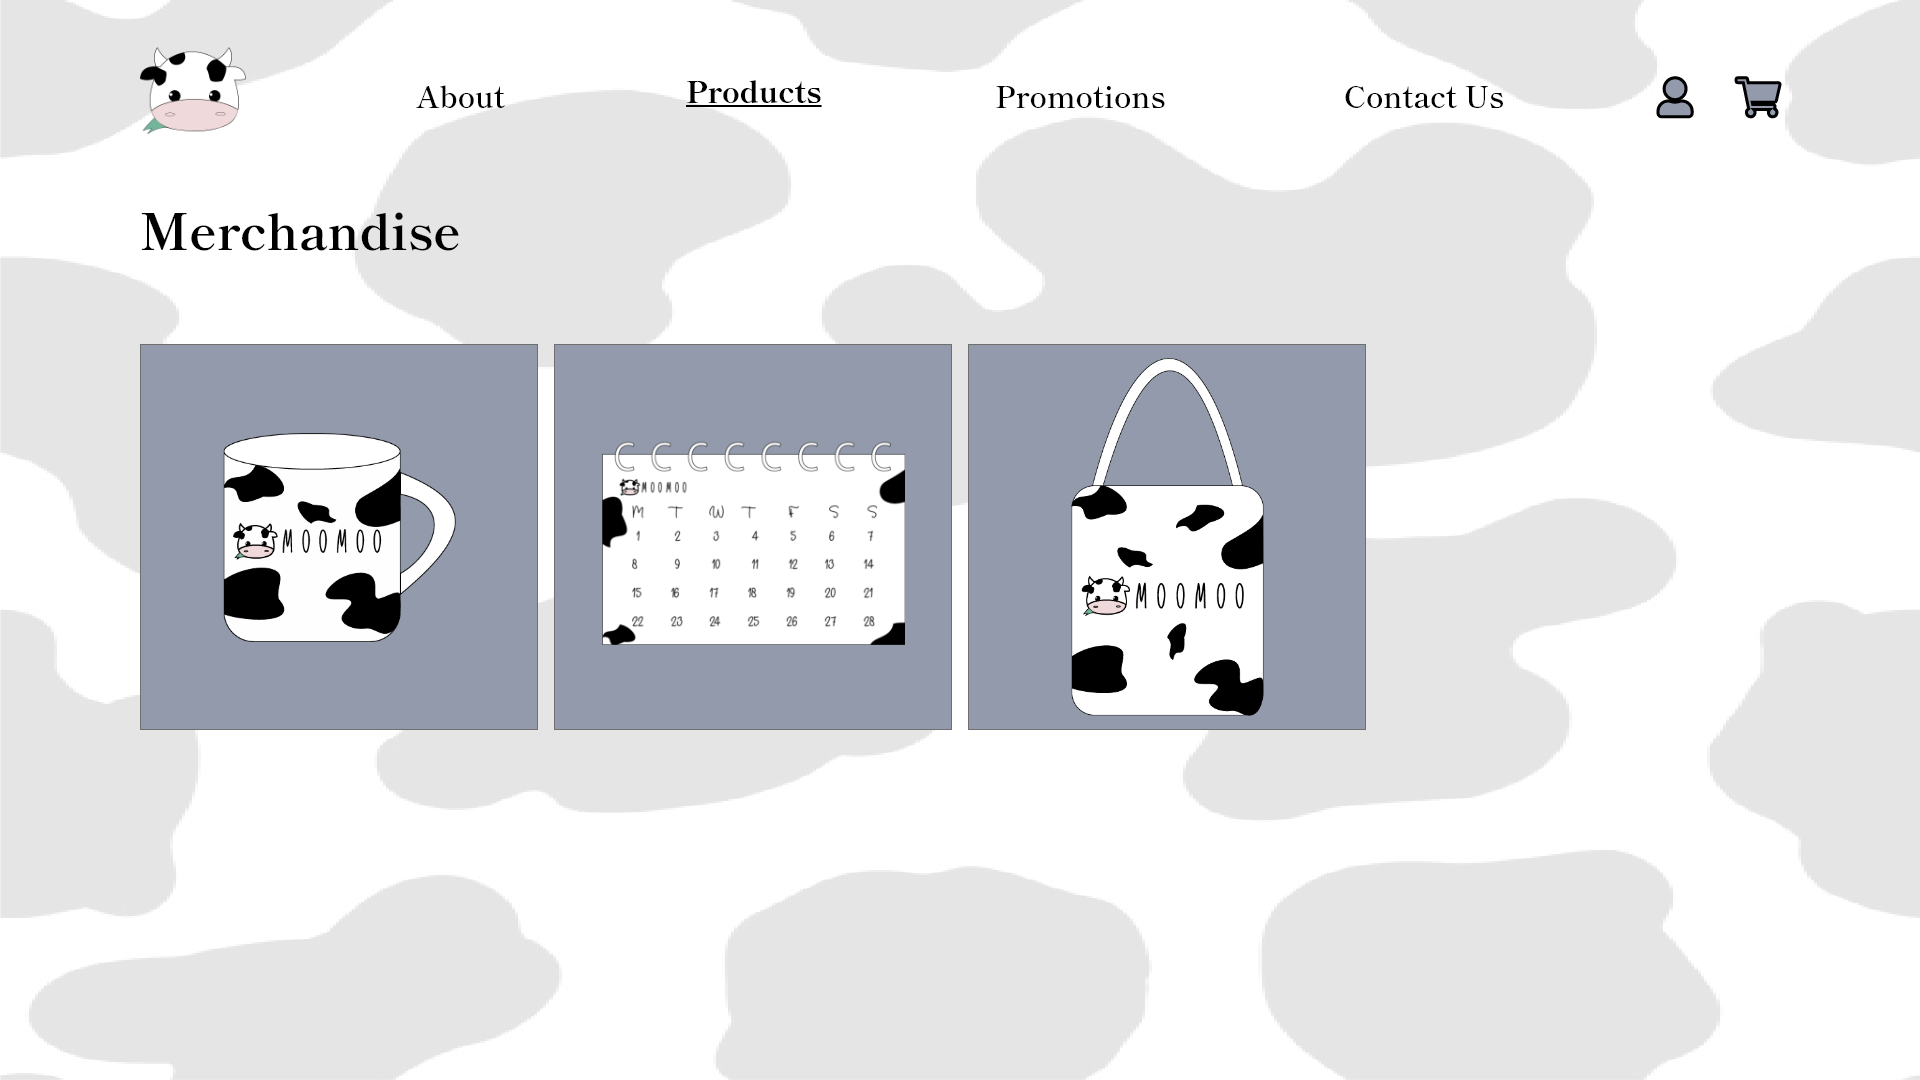 About Products Promotions Contact Us
Merchandise
MOOMOO
MOOMOO
M T W T F S S
1 2 3 4 5 6 7
8 9 10 11 12 13 14
15 16 17 18 19 20 21
22 23 24 25 26 27 28
MOOMOO